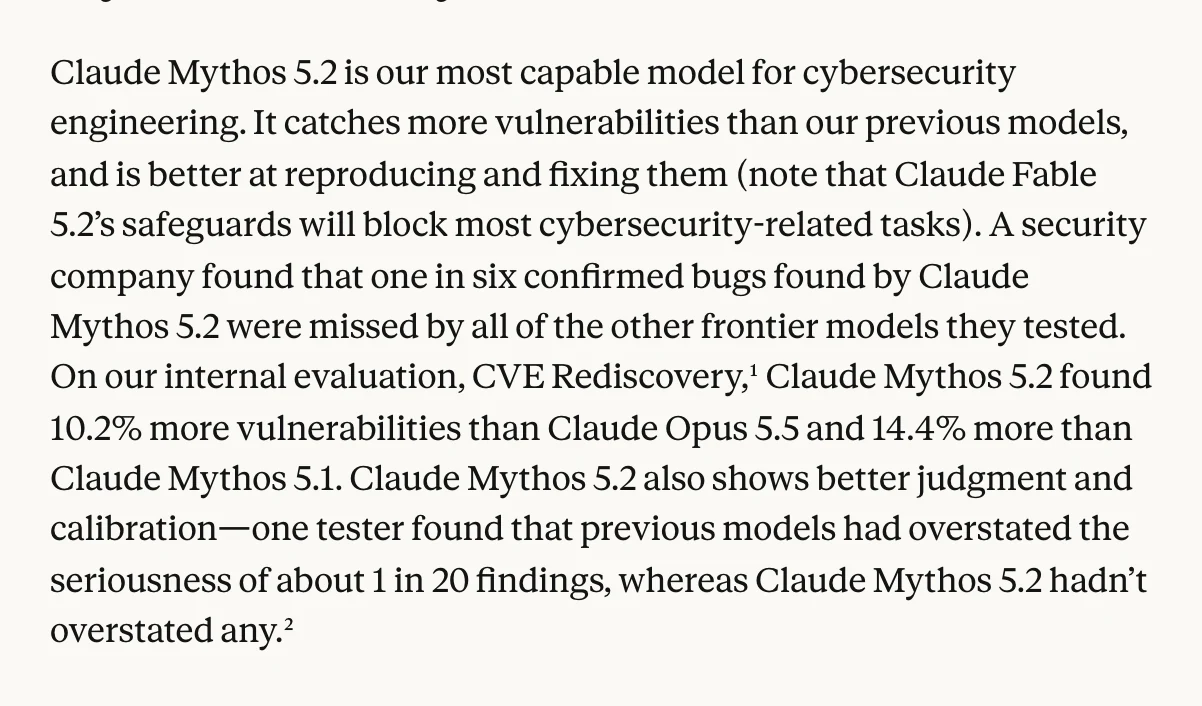 Claude Mythos 5.2 is our most capable model for cybersecurity
engineering. It catches more vulnerabilities than our previous models,
and is better at reproducing and fixing them (note that Claude Fable
5.2’s safeguards will block most cybersecurity-related tasks). A security
company found that one in six confirmed bugs found by Claude
Mythos 5.2 were missed by all of the other frontier models they tested.
On our internal evaluation, CVE Rediscovery,¹ Claude Mythos 5.2 found
10.2% more vulnerabilities than Claude Opus 5.5 and 14.4% more than
Claude Mythos 5.1. Claude Mythos 5.2 also shows better judgment and
calibration—one tester found that previous models had overstated the
seriousness of about 1 in 20 findings, whereas Claude Mythos 5.2 hadn’t
overstated any.²